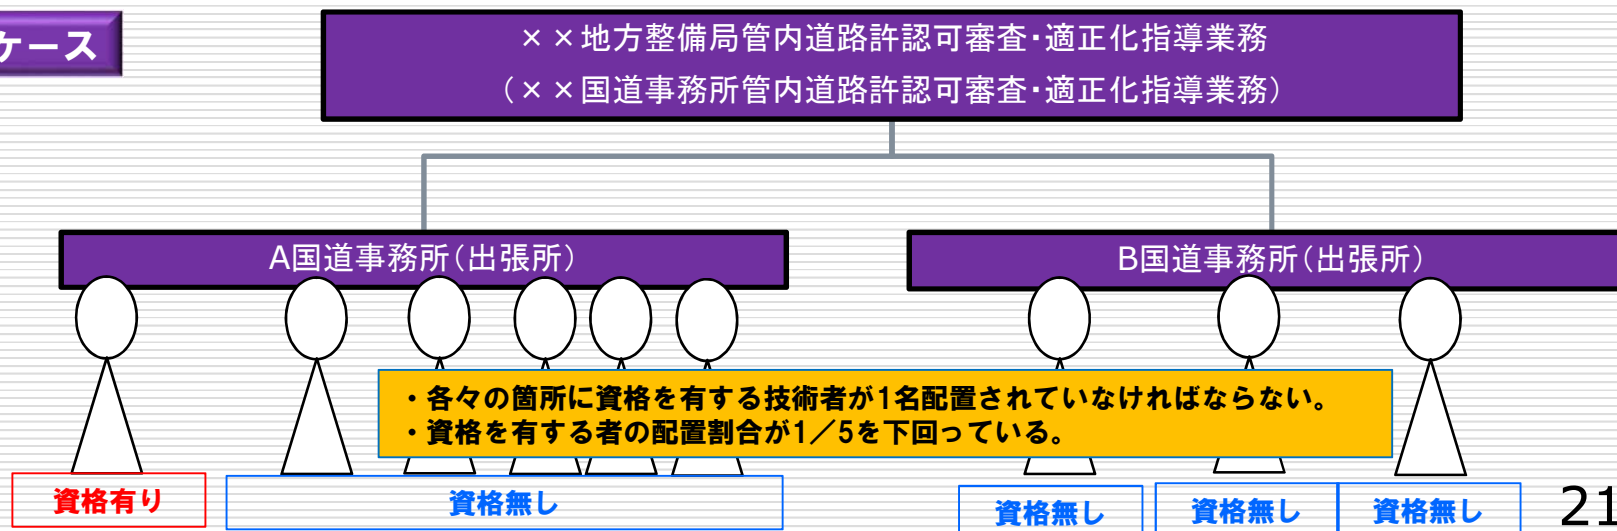 ケース
××地方整備局管内道路許認可審査・適正化指導業務
（××国道事務所管内道路許認可審査・適正化指導業務）
A国道事務所（出張所）
B国道事務所（出張所）
・各々の箇所に資格を有する技術者が1名配置されていなければならない。
・資格を有する者の配置割合が1／5を下回っている。
資格有り
資格無し
資格無し
資格無し
資格無し
21